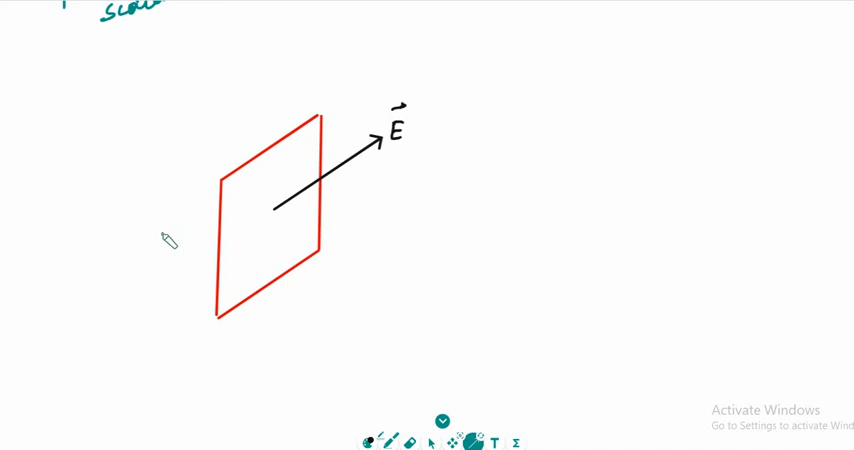 E⃗
Activate Windows
Go to Settings to activate Wind
T
Σ